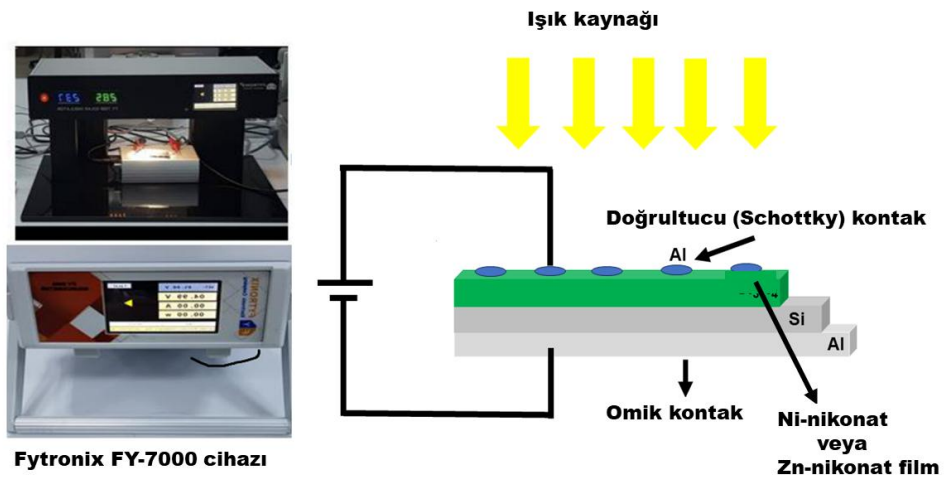 Işık kaynağı
Doğrultucu (Schottky) kontak
Al
Si
Al
Omik kontak
Ni-nikonat
veya
Zn-nikonat film
Fytronix FY-7000 cihazı